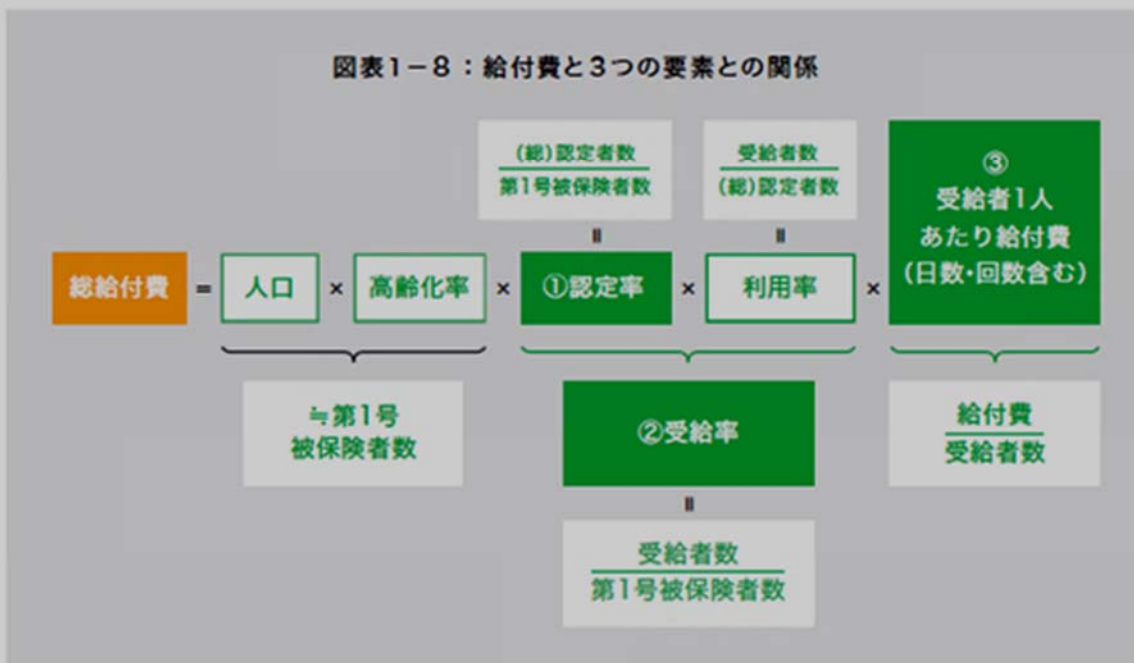 図表1－8：給付費と3つの要素との関係
(総)認定者数
第1号被保険者数
受給者数
(総)認定者数
③
受給者1人
あたり給付費
(日数・回数含む)
=
=
総給付費 = 人口 × 高齢化率 × ①認定率 × 利用率 ×
≒第1号
被保険者数
②受給率
給付費
受給者数
=
受給者数
第1号被保険者数